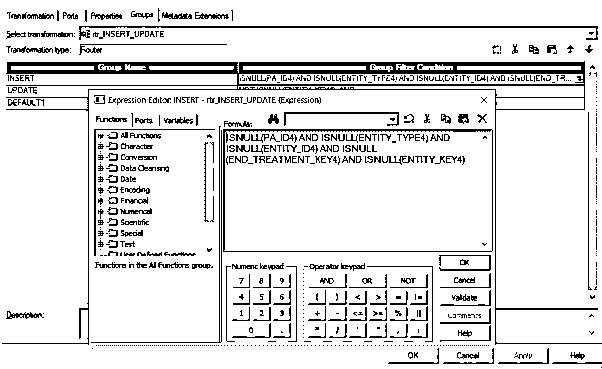 Transformation Ports Properties Groups Metadata Extensions
Select transformation: rtr_INSERT_UPDATE
Transformation type: Router
Group Name Group Filter Condition
INSERT ISNULL(PA_ID4) AND ISNULL(ENTITY_TYPE4) AND ISNULL(ENTITY_ID4) AND ISNULL(END_TR...
UPDATE
DEFAULT1
Expression Editor: INSERT - rtr_INSERT_UPDATE (Expression)
Functions Ports Variables
Formula:
All Functions
Character
Conversion
Data Cleansing
Date
Encoding
Financial
Numerical
Scientific
Special
Test
User Defined Functions
ISNULL(PA_ID4) AND ISNULL(ENTITY_TYPE4) AND
ISNULL(ENTITY_ID4) AND ISNULL
(END_TREATMENT_KEY4) AND ISNULL(ENTITY_KEY4)
Functions in the All Functions group.
Numeric keypad
7 8 9
4 5 6
1 2 3
0 .
Operator keypad
AND OR NOT
( ) < > = !=
+ - <= >= % ||
* / ' " , :
OK
Cancel
Validate
Comments
Help
Description:
OK Cancel Apply Help